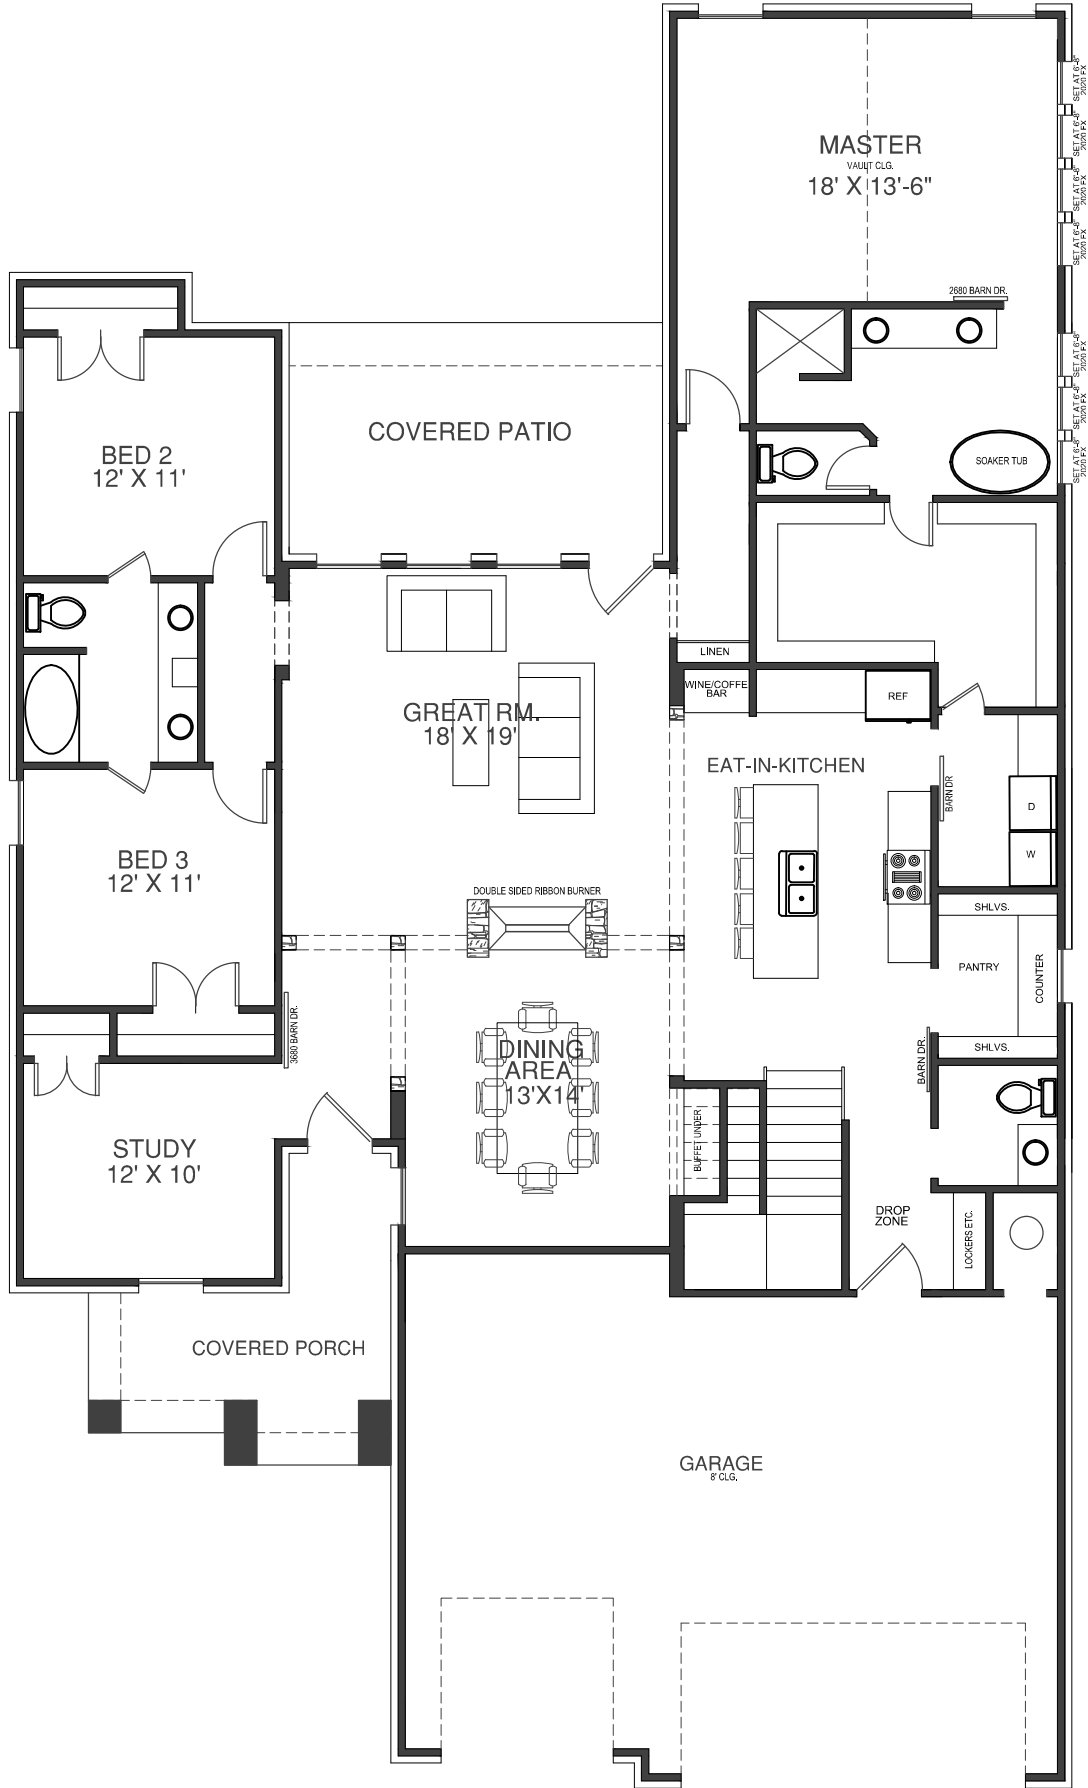 MASTER
VAULT CLG.
18' X 13'-6"
SET AT 6'-8"
2020 FX
SET AT 6'-8"
2020 FX
SET AT 6'-8"
2020 FX
SET AT 6'-8"
2020 FX
2680 BARN DR.
SET AT 6'-8"
2020 FX
SET AT 6'-8"
2020 FX
SET AT 6'-8"
2020 FX
COVERED PATIO
BED 2
12' X 11'
SOAKER TUB
LINEN
WINE/COFFE
BAR
REF
GREAT RM.
18' X 19'
EAT-IN-KITCHEN
BARN DR
D
W
BED 3
12' X 11'
DOUBLE SIDED RIBBON BURNER
SHLVS.
PANTRY
COUNTER
SHLVS.
3680 BARN DR.
BARN DR.
DINING
AREA
13'X14'
BUFFET UNDER
STUDY
12' X 10'
DROP
ZONE
LOCKERS ETC.
COVERED PORCH
GARAGE
8' CLG.